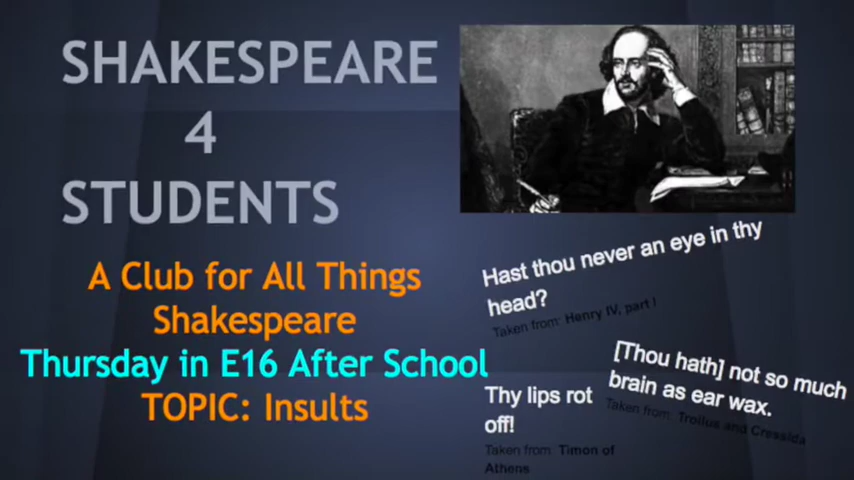 SHAKESPEARE
4
STUDENTS
A Club for All Things
Shakespeare
Thursday in E16 After School
TOPIC: Insults
Hast thou never an eye in thy
head?
Taken from: Henry IV, part I
[Thou hath] not so much
brain as ear wax.
Taken from: Troilus and Cressida
Thy lips rot
off!
Taken from: Timon of
Athens